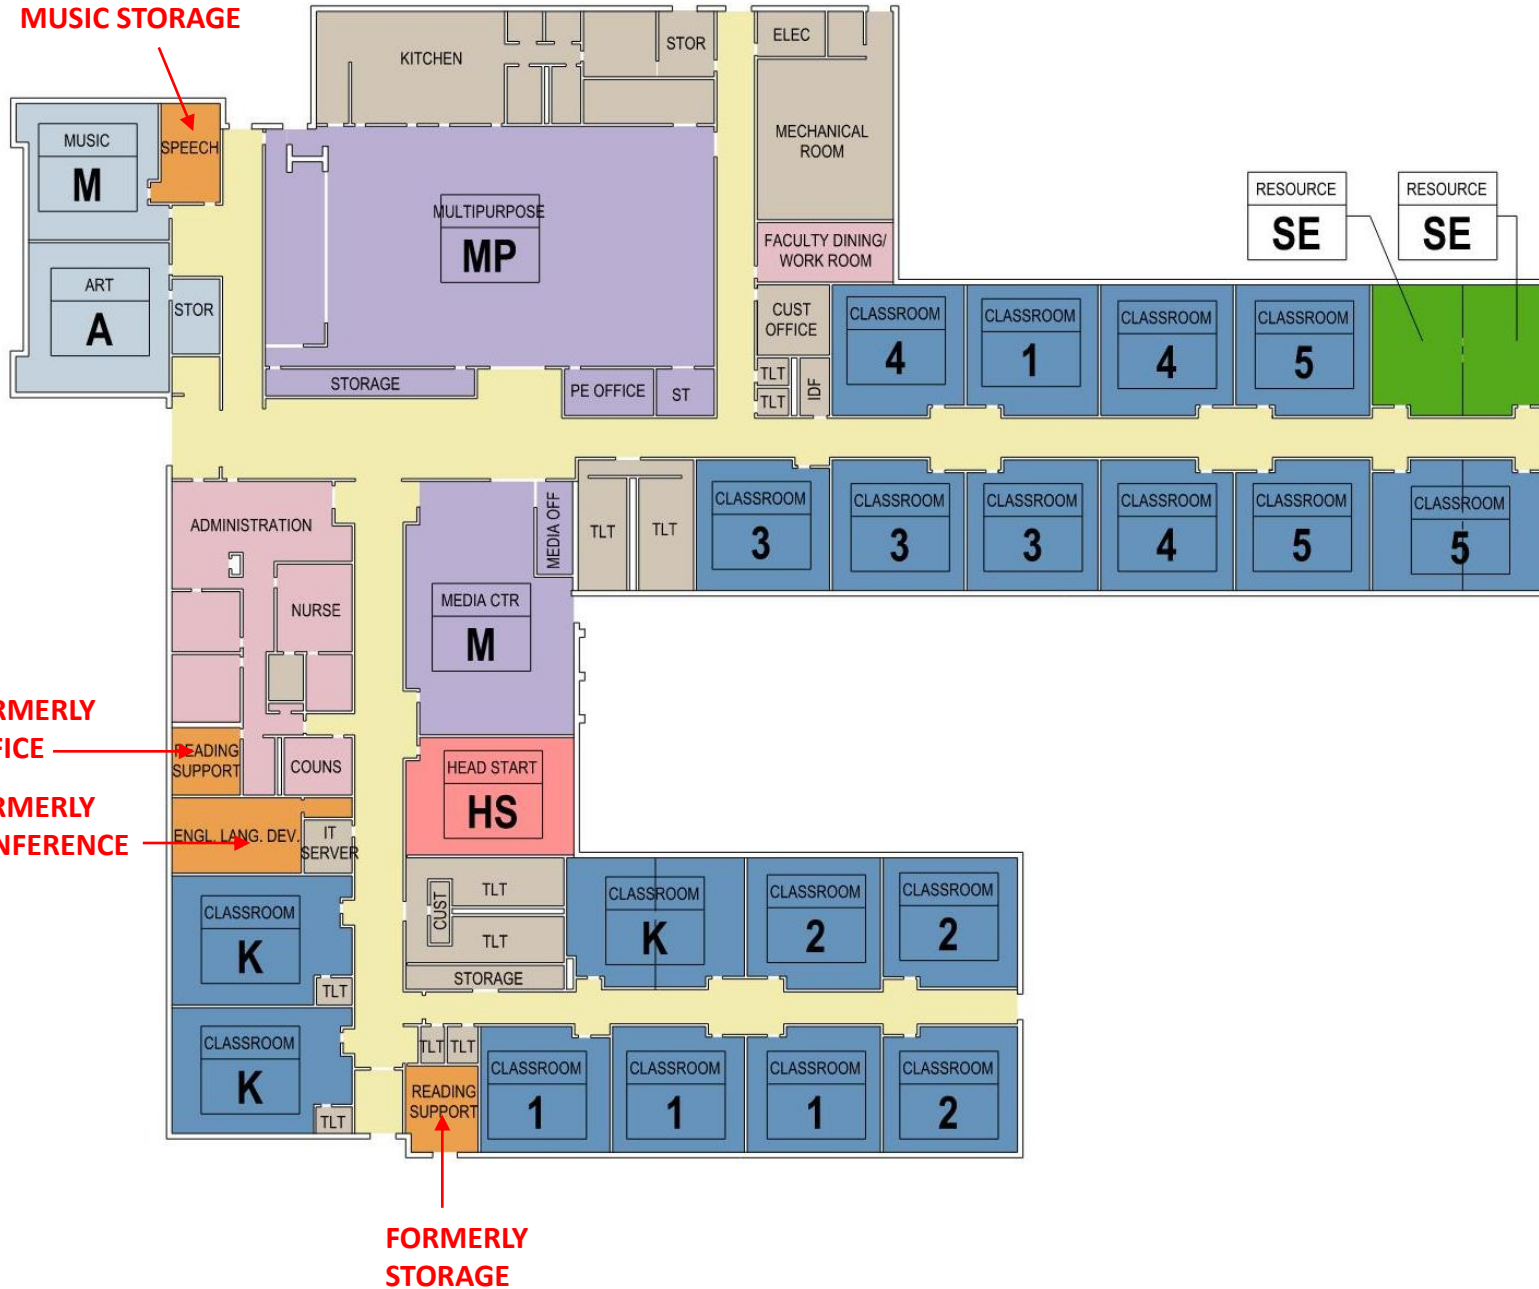 MUSIC STORAGE
KITCHEN
STOR
ELEC
MUSIC
M
SPEECH
MECHANICAL
ROOM
MULTIPURPOSE
MP
RESOURCE
SE
RESOURCE
SE
FACULTY DINING/
WORK ROOM
ART
A
STOR
CUST
OFFICE
CLASSROOM
4
CLASSROOM
1
CLASSROOM
4
CLASSROOM
5
STORAGE
PE OFFICE
ST
TLT
TLT
IDF
ADMINISTRATION
MEDIA OFF
TLT
TLT
CLASSROOM
3
CLASSROOM
3
CLASSROOM
3
CLASSROOM
4
CLASSROOM
5
CLASSROOM
5
NURSE
MEDIA CTR
M
RMERLY
FICE
READING
SUPPORT
COUNS
HEAD START
HS
RMERLY
NFERENCE
ENGL. LANG. DEV.
IT
SERVER
CLASSROOM
K
TLT
CUST
TLT
TLT
STORAGE
CLASSROOM
K
CLASSROOM
2
CLASSROOM
2
CLASSROOM
K
TLT
TLT
TLT
READING
SUPPORT
CLASSROOM
1
CLASSROOM
1
CLASSROOM
1
CLASSROOM
2
FORMERLY
STORAGE